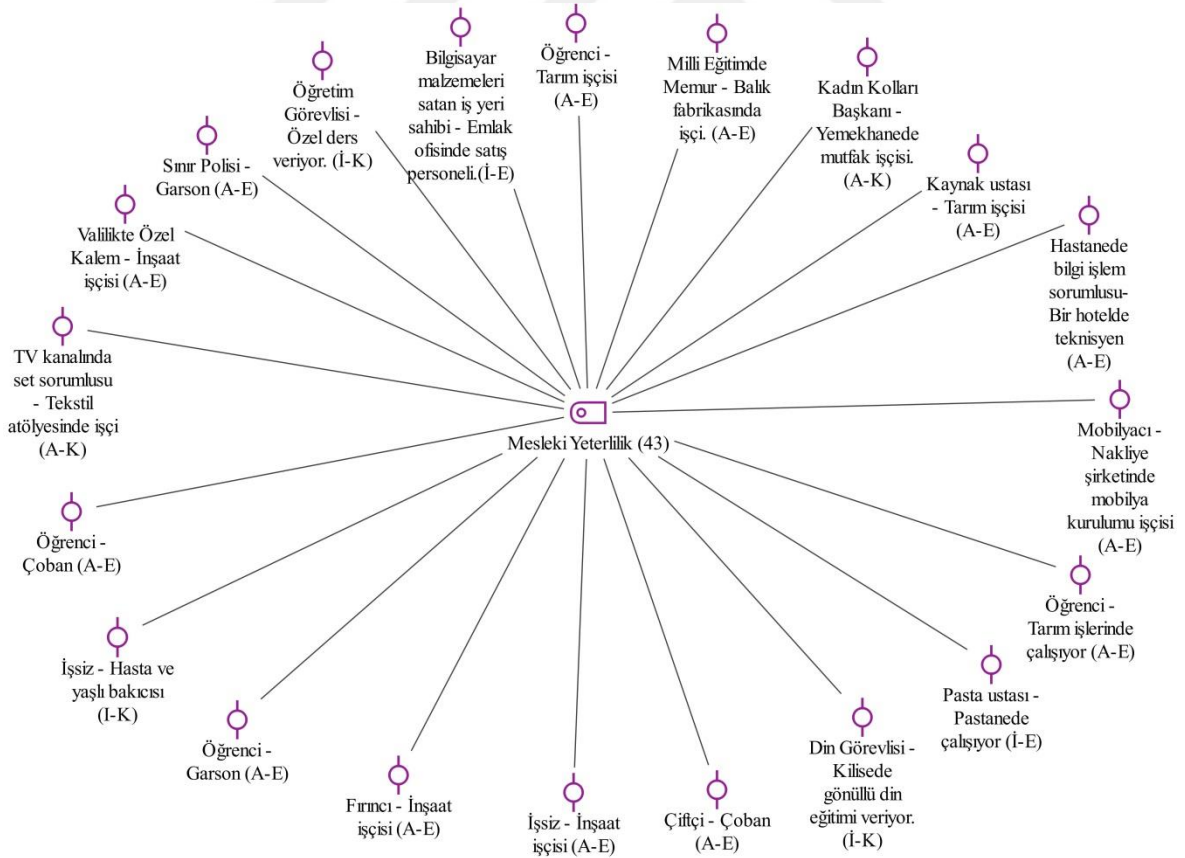 Öğrenci -
Tarım işçisi
(A-E)
Milli Eğitimde
Memur - Balık
fabrikasında
işçi. (A-E)
Kadın Kolları
Başkanı -
Yemekhanede
mutfak işçisi.
(A-K)
Kaynak ustası
- Tarım işçisi
(A-E)
Hastanede
bilgi işlem
sorumlusu-
Bir hotelde
teknisyen
(A-E)
Mobilyacı -
Nakliye
şirketinde
mobilya
kurulumu işçisi
(A-E)
Öğrenci -
Tarım işlerinde
çalışıyor (A-E)
Pasta ustası -
Pastanede
çalışıyor (İ-E)
Din Görevlisi -
Kilisede
gönüllü din
eğitimi veriyor.
(İ-K)
Çiftçi - Çoban
(A-E)
İşsiz - İnşaat
işçisi (A-E)
Fırıncı - İnşaat
işçisi (A-E)
Öğrenci -
Garson (A-E)
İşsiz - Hasta ve
yaşlı bakıcısı
(I-K)
Öğrenci -
Çoban (A-E)
TV kanalında
set sorumlusu
- Tekstil
atölyesinde işçi
(A-K)
Valilikte Özel
Kalem - İnşaat
işçisi (A-E)
Sınır Polisi -
Garson (A-E)
Öğretim
Görevlisi -
Özel ders
veriyor. (İ-K)
Bilgisayar
malzemeleri
satan iş yeri
sahibi - Emlak
ofisinde satış
personeli.(İ-E)
Mesleki Yeterlilik (43)